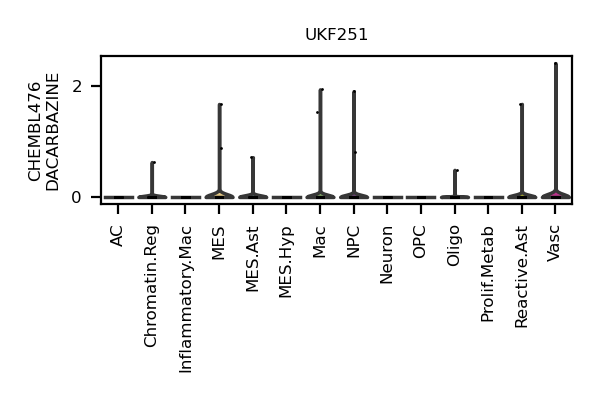 UKF251
CHEMBL476
DACARBAZINE
2
0
AC
Chromatin.Reg
Inflammatory.Mac
MES
MES.Ast
MES.Hyp
Mac
NPC
Neuron
OPC
Oligo
Prolif.Metab
Reactive.Ast
Vasc